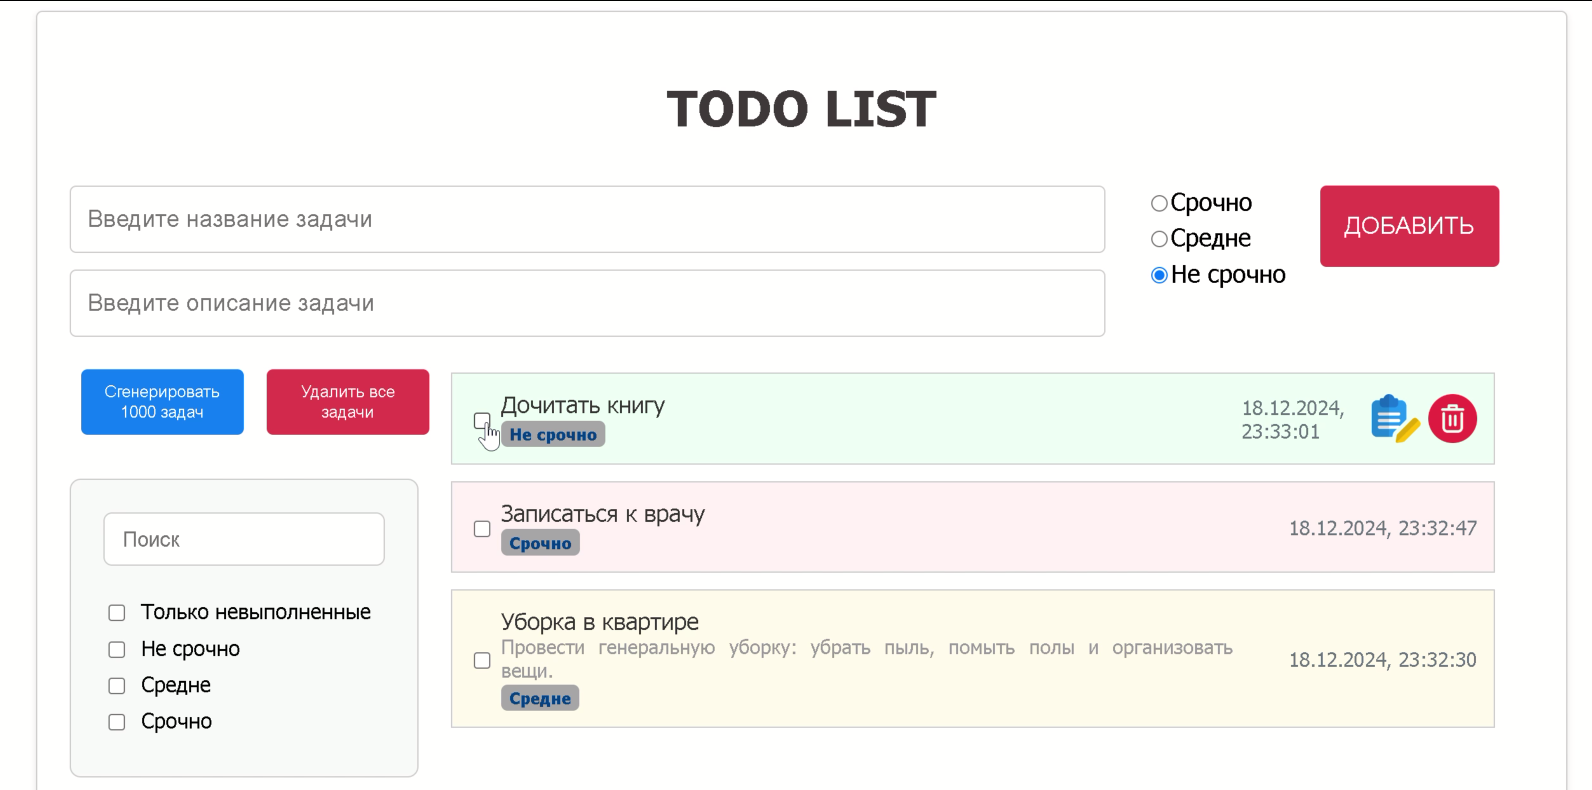 TODO LIST
Введите название задачи
Введите описание задачи
Срочно
Средне
Не срочно
ДОБАВИТЬ
Сгенерировать
1000 задач
Удалить все
задачи
Поиск
Только невыполненные
Не срочно
Средне
Срочно
Дочитать книгу
Не срочно
18.12.2024,
23:33:01
Записаться к врачу
Срочно
18.12.2024, 23:32:47
Уборка в квартире
Провести генеральную уборку: убрать пыль, помыть полы и организовать
вещи.
Средне
18.12.2024, 23:32:30